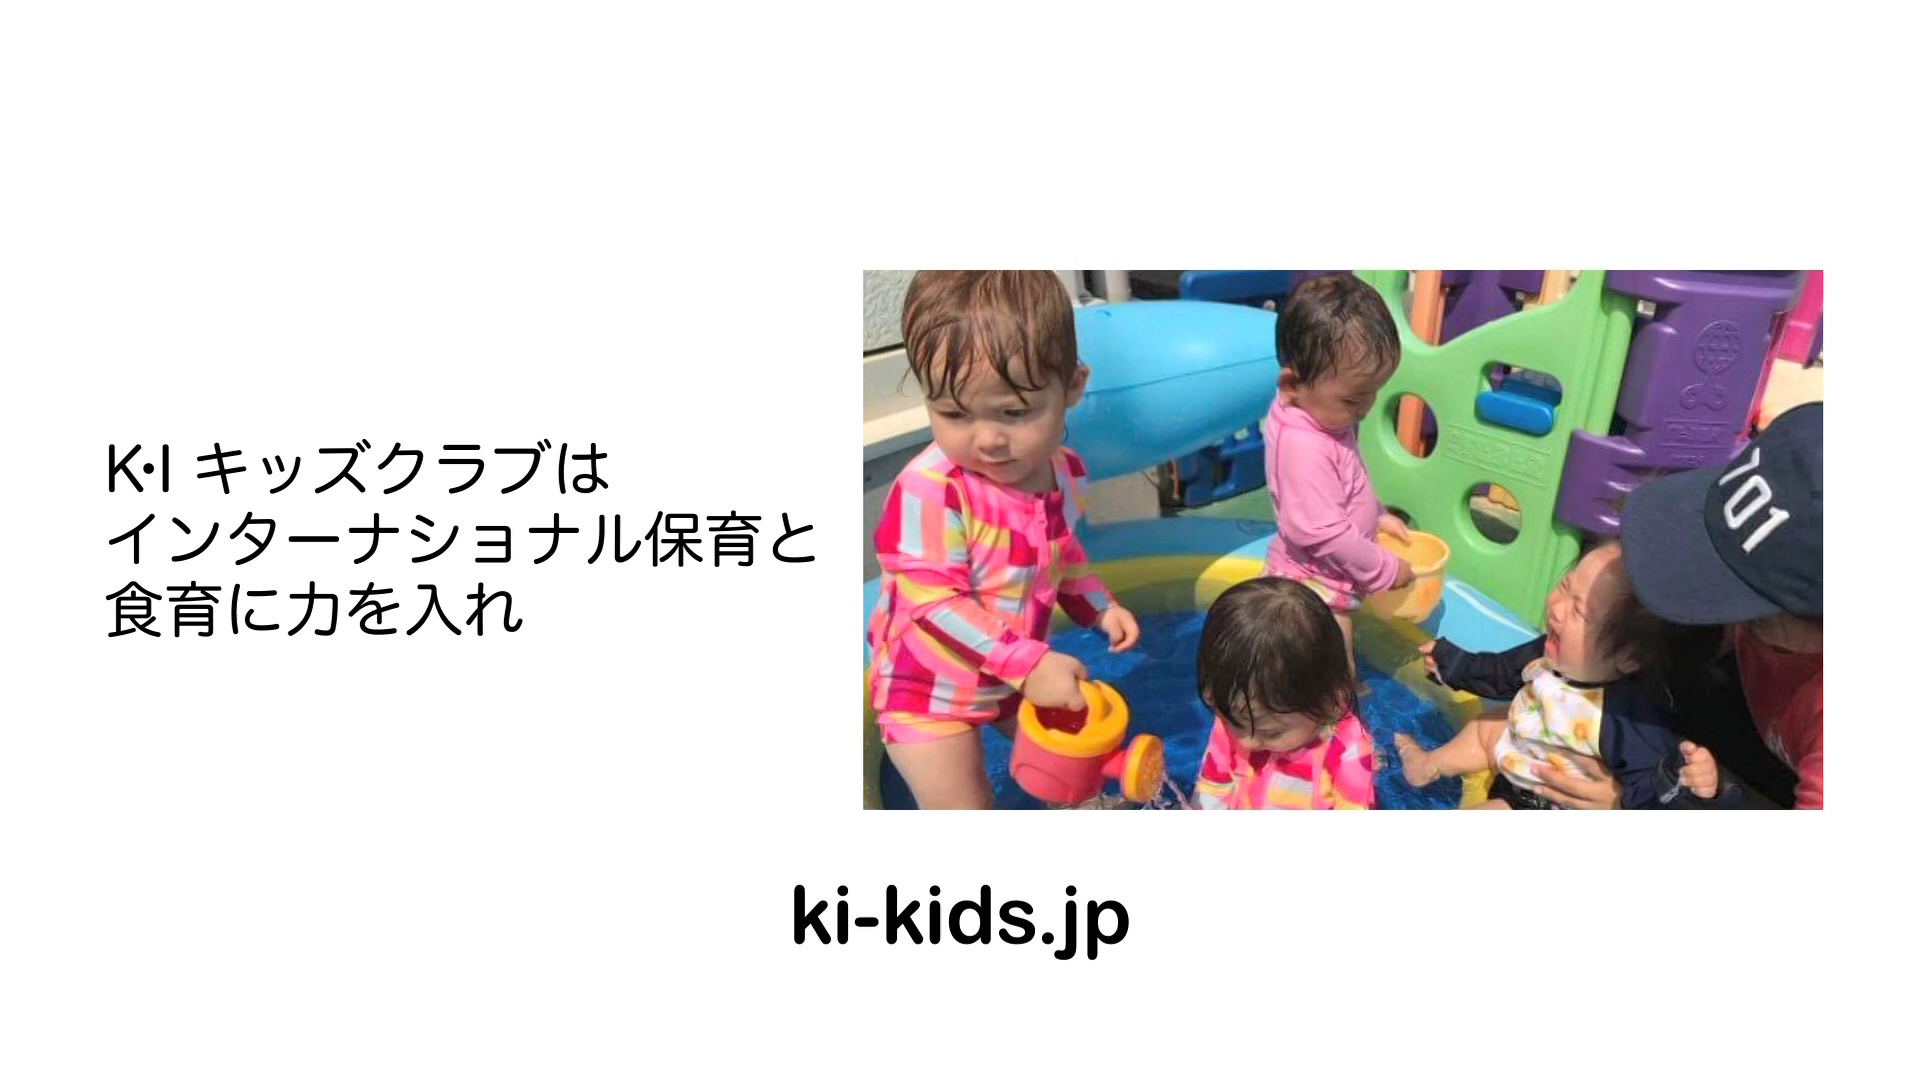 K・I キッズクラブは
インターナショナル保育と
食育に力を入れ
701
ki-kids.jp